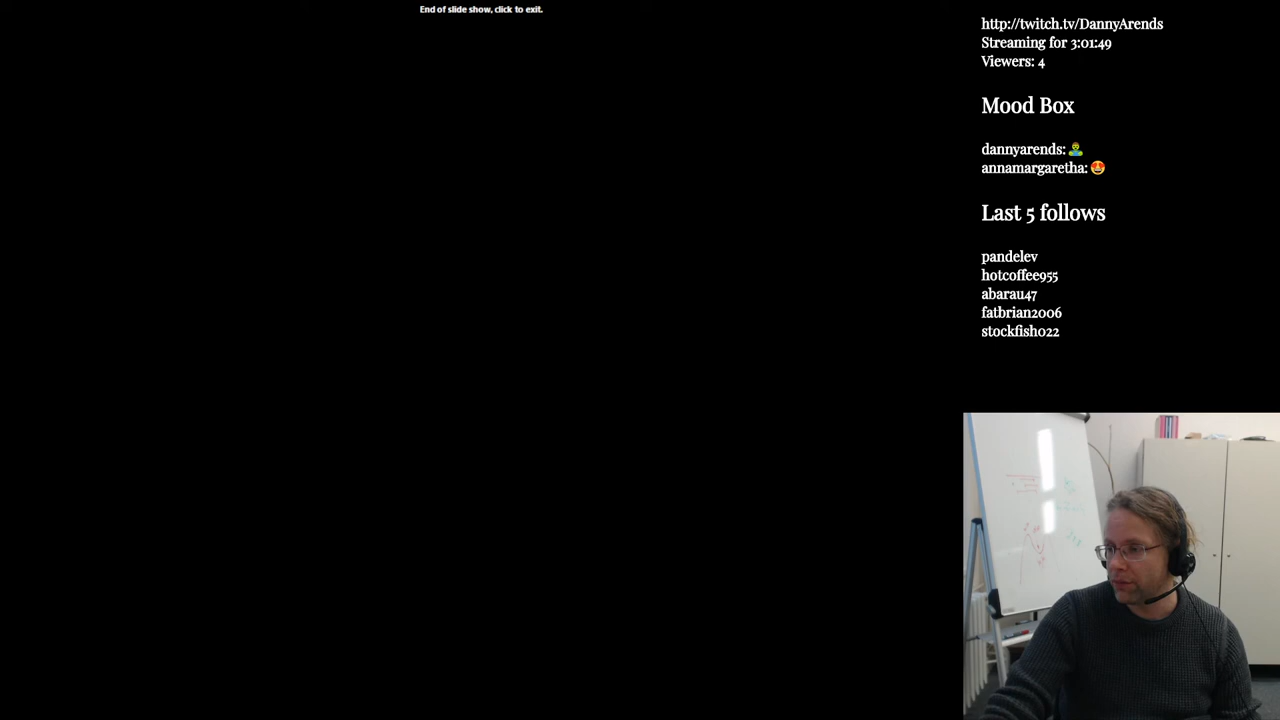 End of slide show, click to exit.
http://twitch.tv/DannyArends
Streaming for 3:01:49
Viewers: 4
Mood Box
dannyarends: 🧟‍♂️
annamargaretha: 😍
Last 5 follows
pandelev
hotcoffee955
abarau47
fatbrian2006
stockfish022